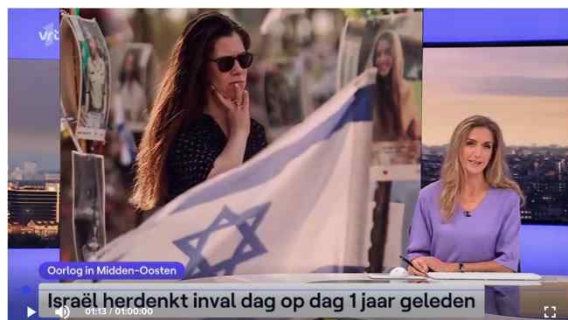 vrt
Oorlog in Midden-Oosten
Israël herdenkt inval dag op dag 1 jaar geleden
01:13 / 01:00:00